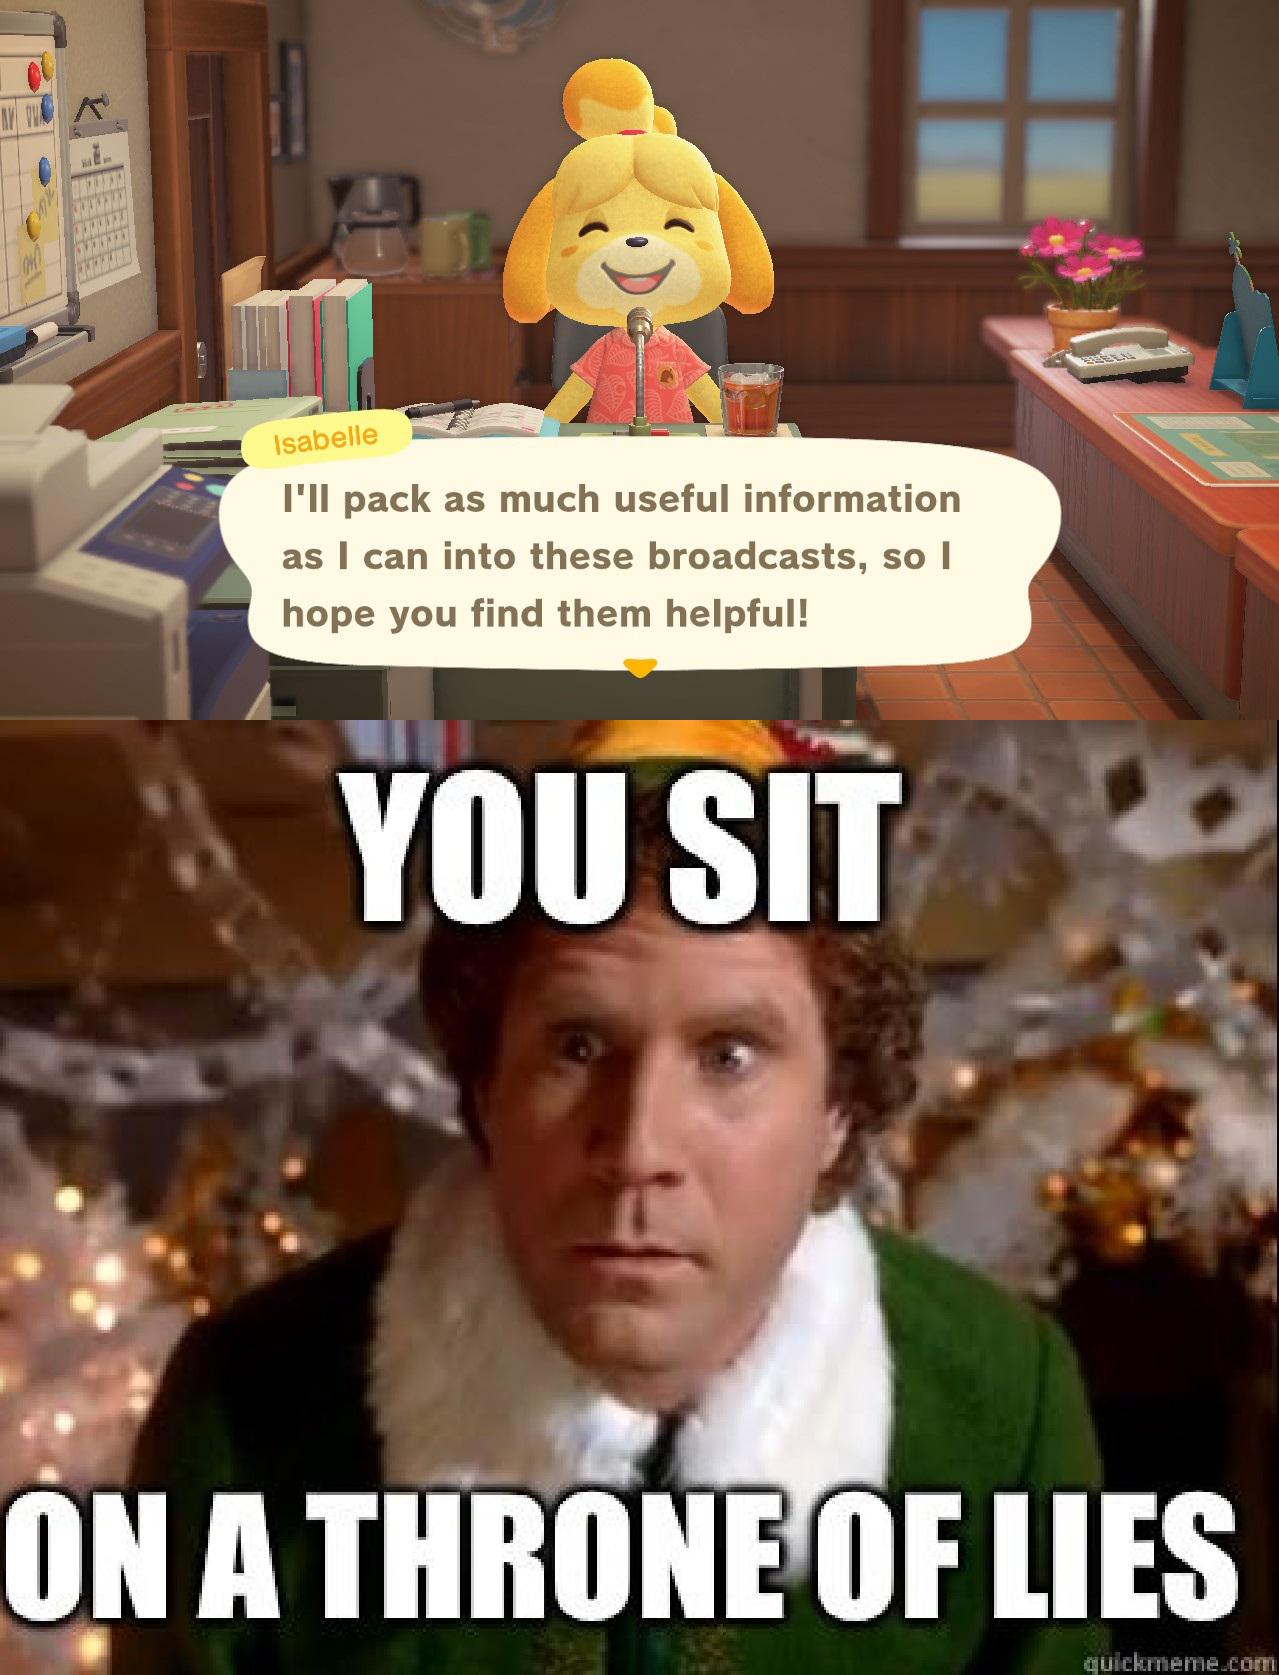 Isabelle
I'll pack as much useful information
as I can into these broadcasts, so I
hope you find them helpful!
YOU SIT
ON A THRONE OF LIES
quickmeme.com